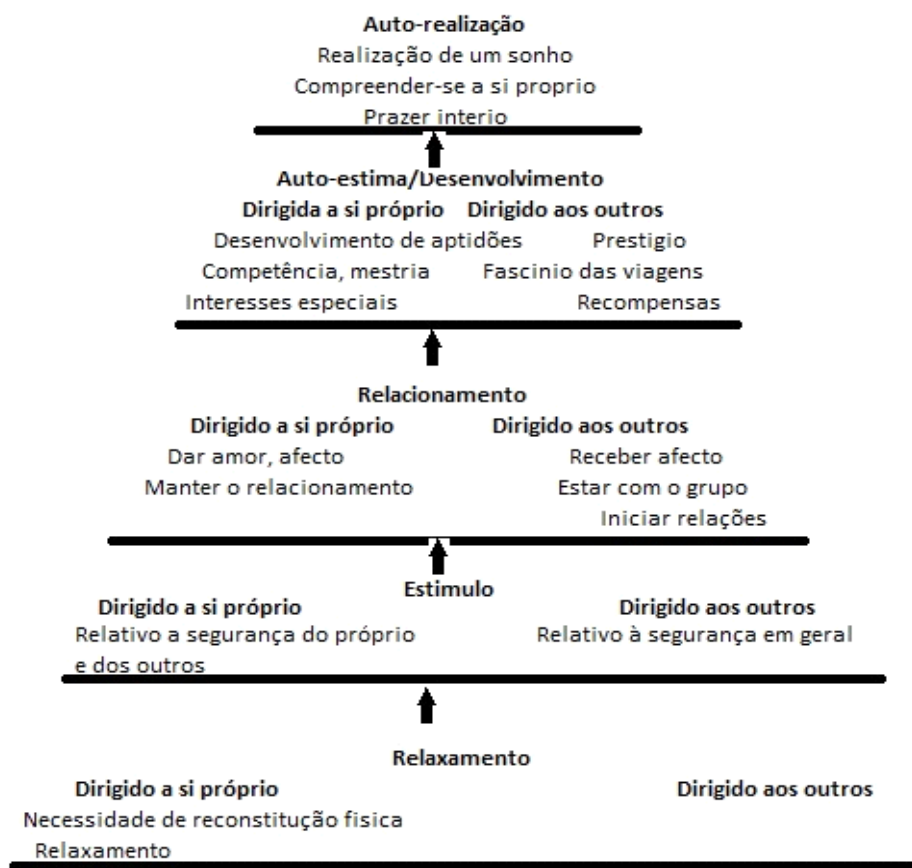 Auto-realização
Realização de um sonho
Compreender-se a si proprio
Prazer interio
Auto-estima/Desenvolvimento
Dirigida a si próprio Dirigido aos outros
Desenvolvimento de aptidões Prestigio
Competência, mestria Fascinio das viagens
Interesses especiais Recompensas
Relacionamento
Dirigido a si próprio Dirigido aos outros
Dar amor, afecto Receber afecto
Manter o relacionamento Estar com o grupo
Iniciar relações
Estimulo
Dirigido a si próprio Dirigido aos outros
Relativo a segurança do próprio Relativo à segurança em geral
e dos outros
Relaxamento
Dirigido a si próprio Dirigido aos outros
Necessidade de reconstitução fisica
Relaxamento